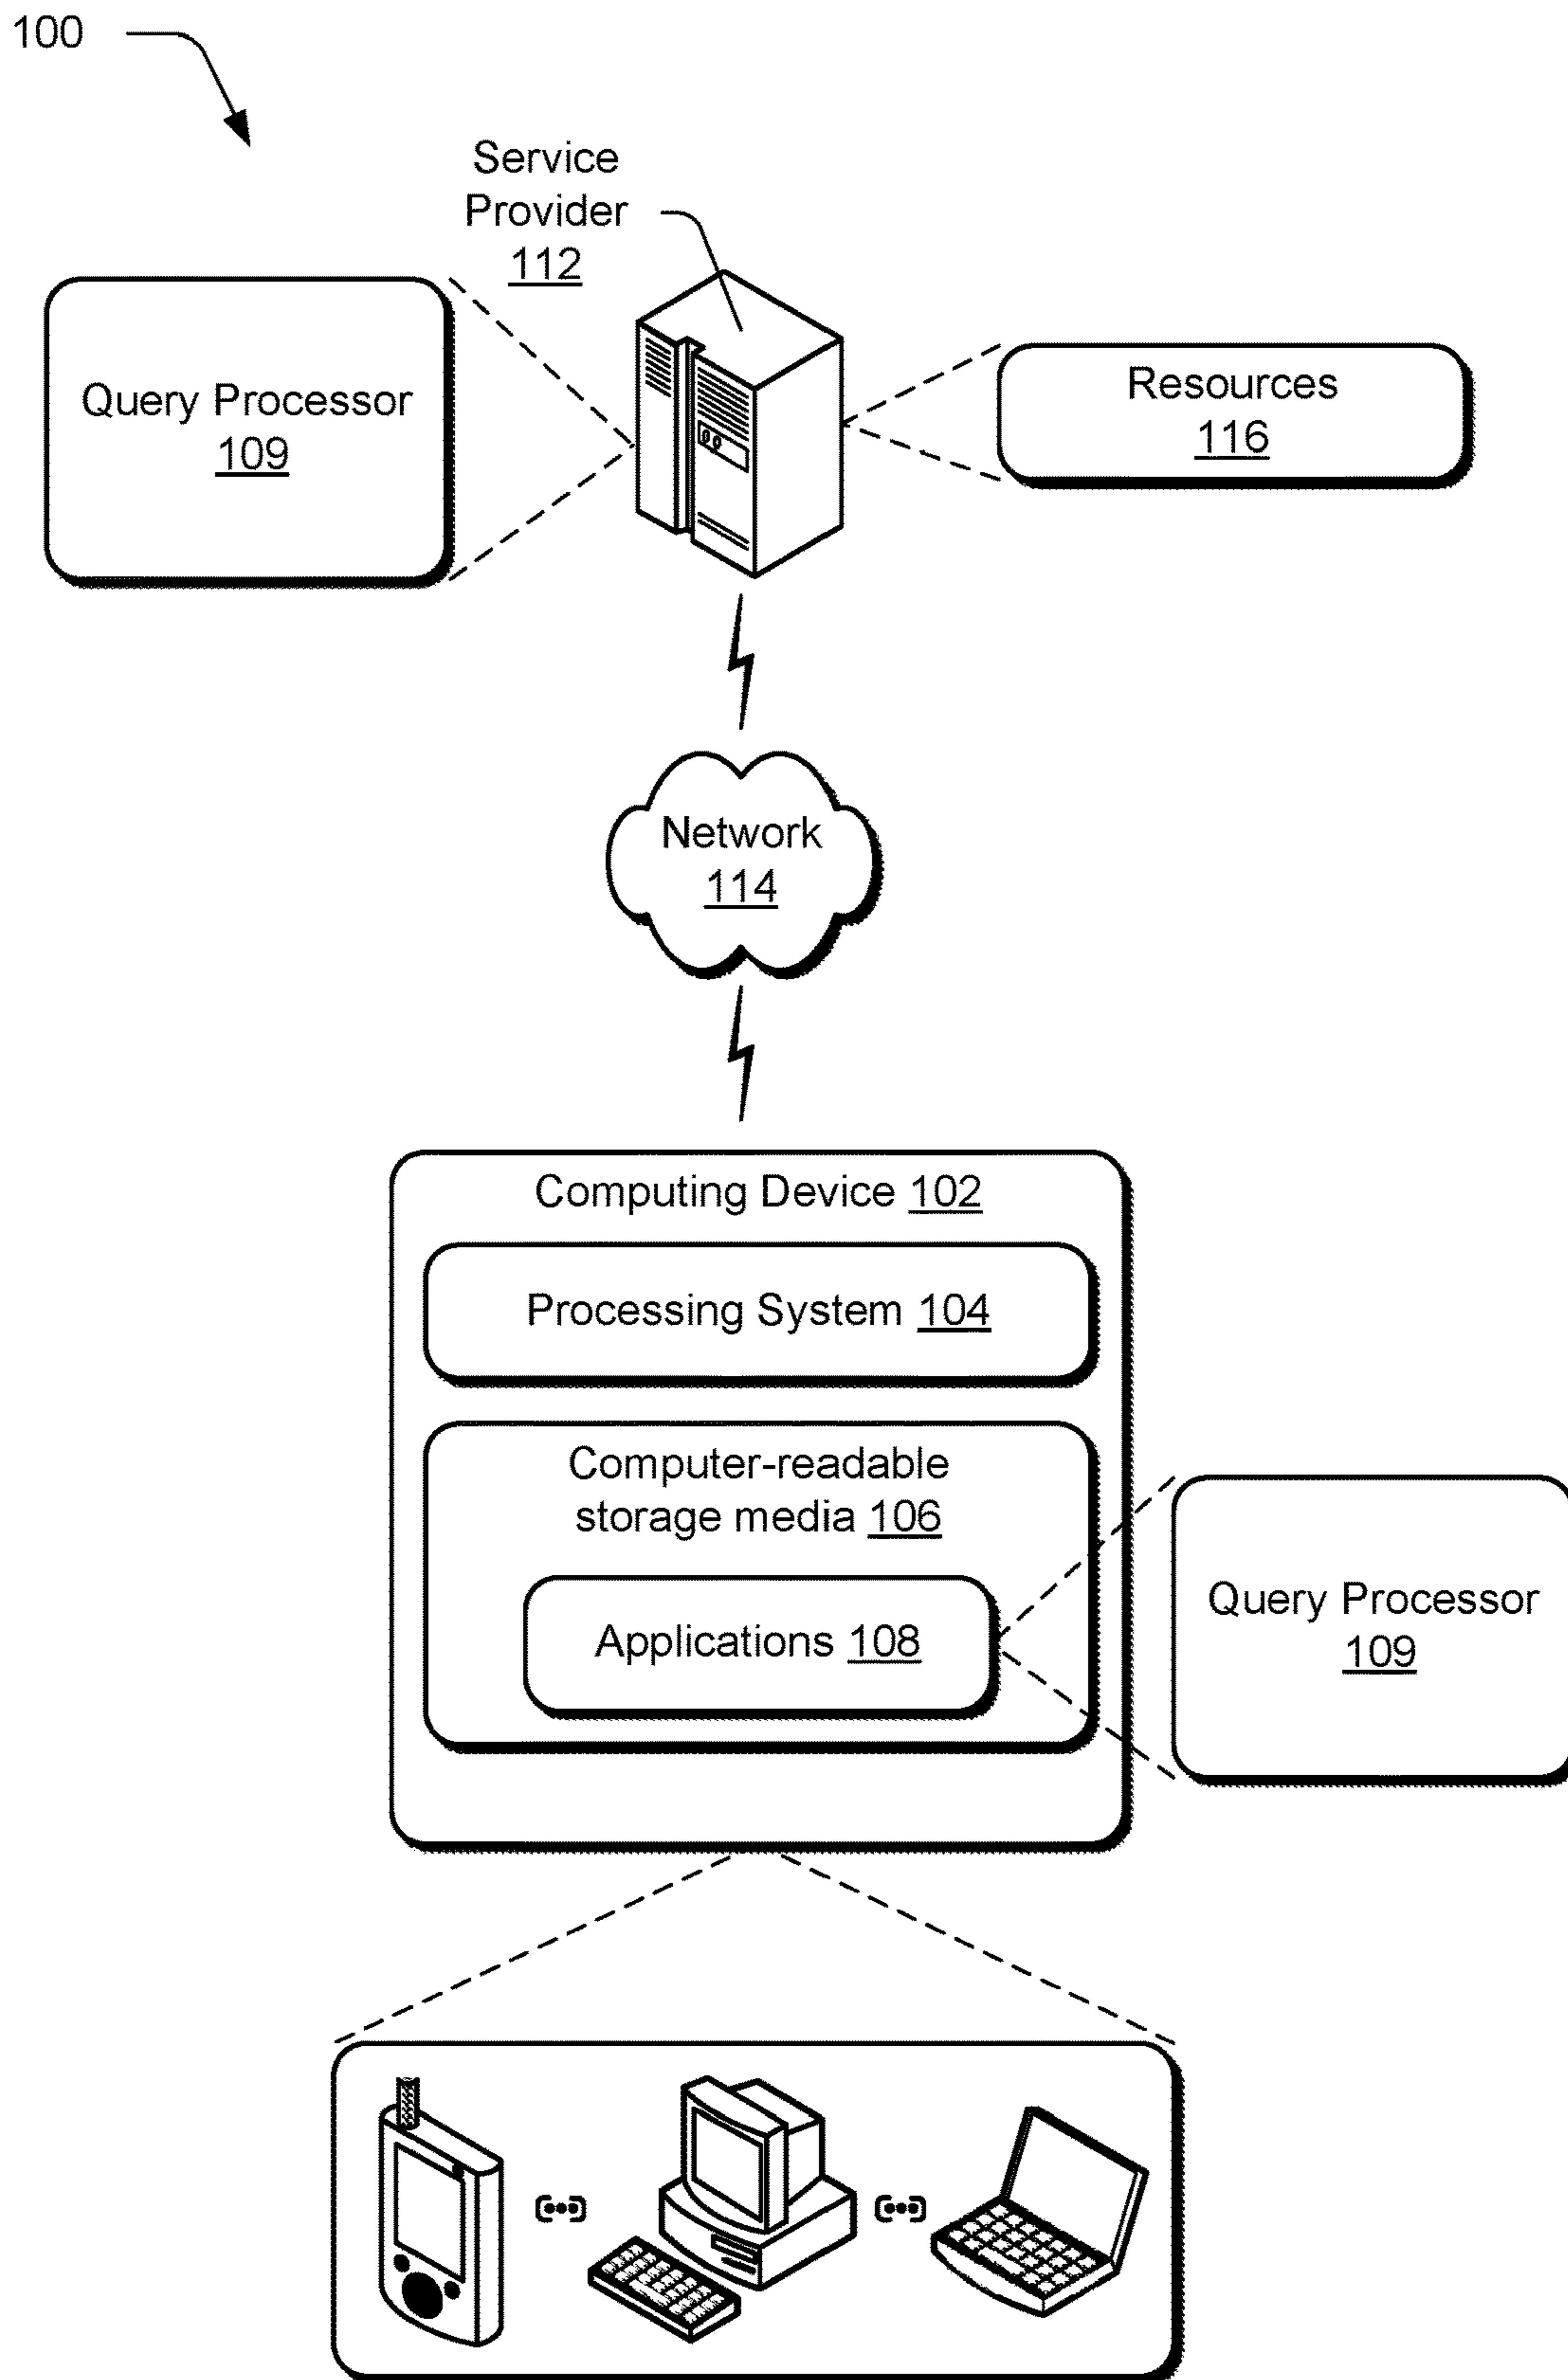 100
Service
Provider
112
Query Processor
109
Resources
116
Network
114
Computing Device 102
Processing System 104
Computer-readable
storage media 106
Applications 108
Query Processor
109